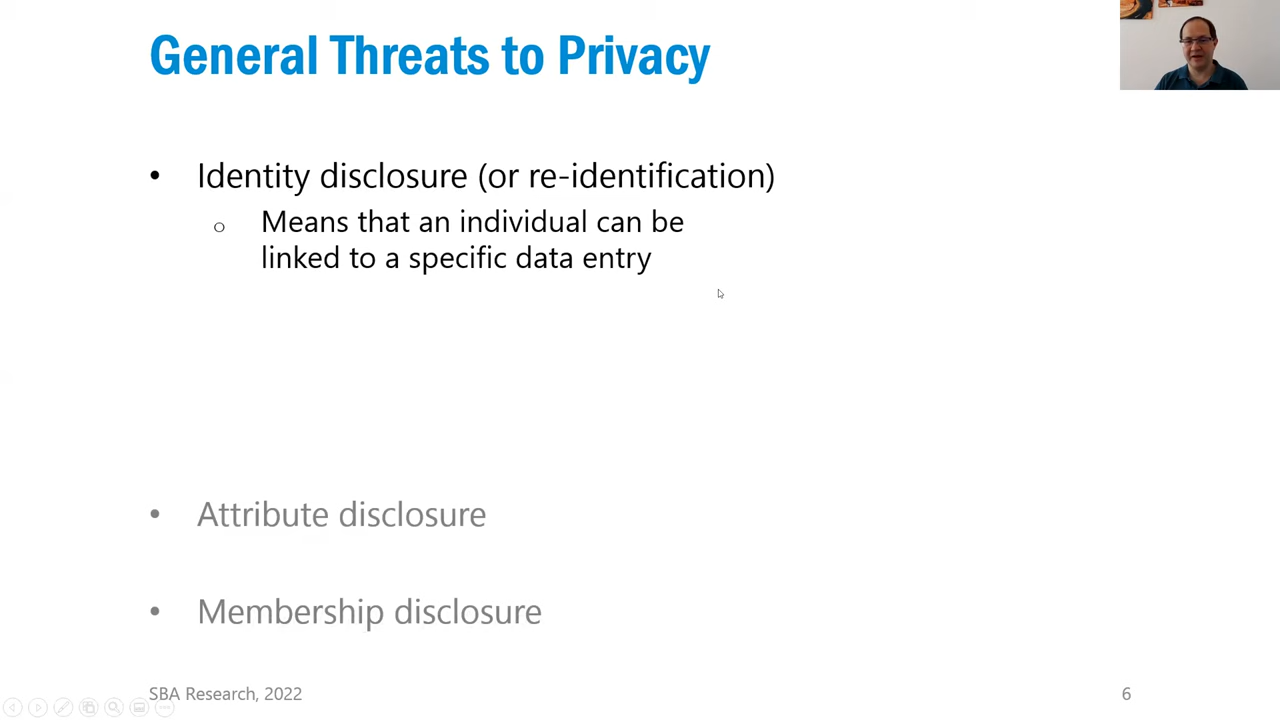 General Threats to Privacy
• Identity disclosure (or re-identification)
o Means that an individual can be
linked to a specific data entry
• Attribute disclosure
• Membership disclosure
SBA Research, 2022
6